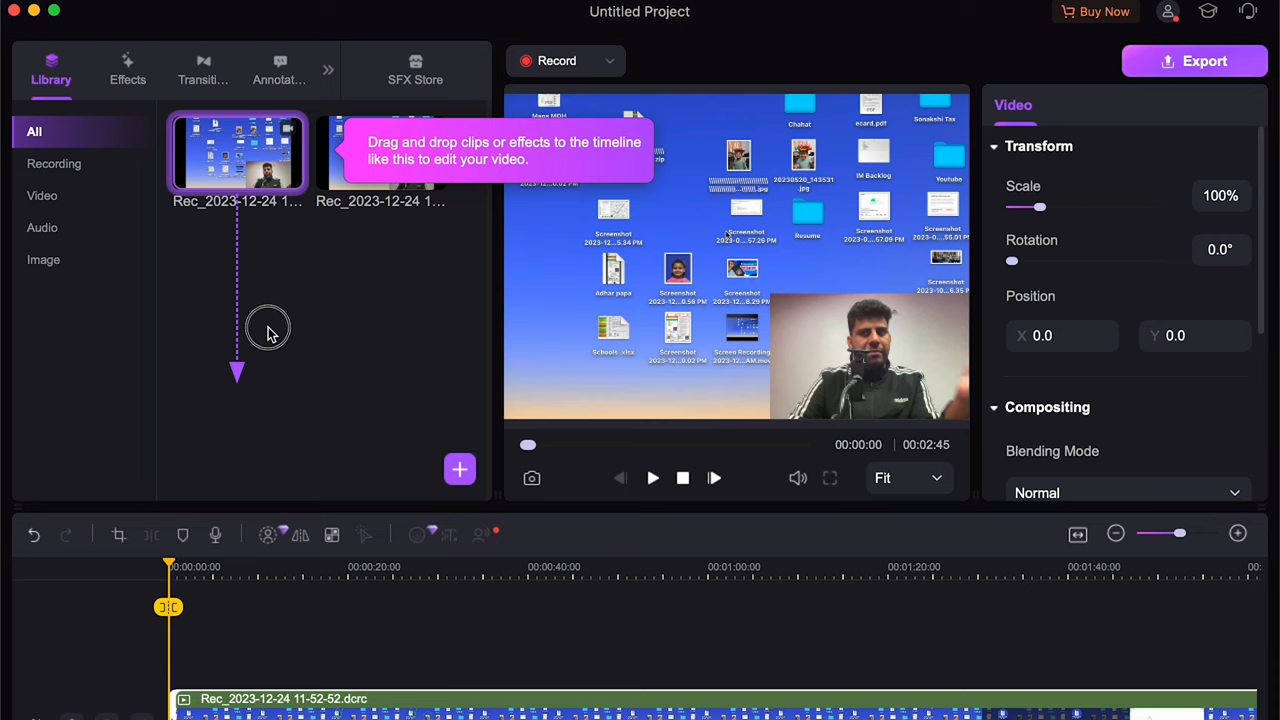 Untitled Project
Buy Now
Library
Effects
Transiti...
Annotat...
SFX Store
Record
Export
All
Recording
Video
Audio
Image
Drag and drop clips or effects to the timeline
like this to edit your video.
Rec_2023-12-24 1...
Rec_2023-12-24 1...
Chahat
ecard.pdf
Sonakshi Tax
.zip
20230520_143531
.jpg
IM Backlog
Youtube
Screenshot
2023-12...5.34 PM
Screenshot
2023-0....57.26 PM
Resume
Screenshot
2023-0....57.09 PM
Screenshot
2023-0....55.01 PM
Adhar papa
Screenshot
2023-12...0.56 PM
Screenshot
2023-12...8.29 PM
Screenshot
2023-10...6.35 PM
Schools .xlsx
Screenshot
2023-12...9.02 PM
Screen Recording
2023-12...AM.mov
00:00:00
00:02:45
Fit
Video
Transform
Scale
100%
Rotation
0.0°
Position
X 0.0
Y 0.0
Compositing
Blending Mode
Normal
00:00:00:00
00:00:20:00
00:00:40:00
00:01:00:00
00:01:20:00
00:01:40:00
00:
Rec_2023-12-24 11-52-52.dcrc